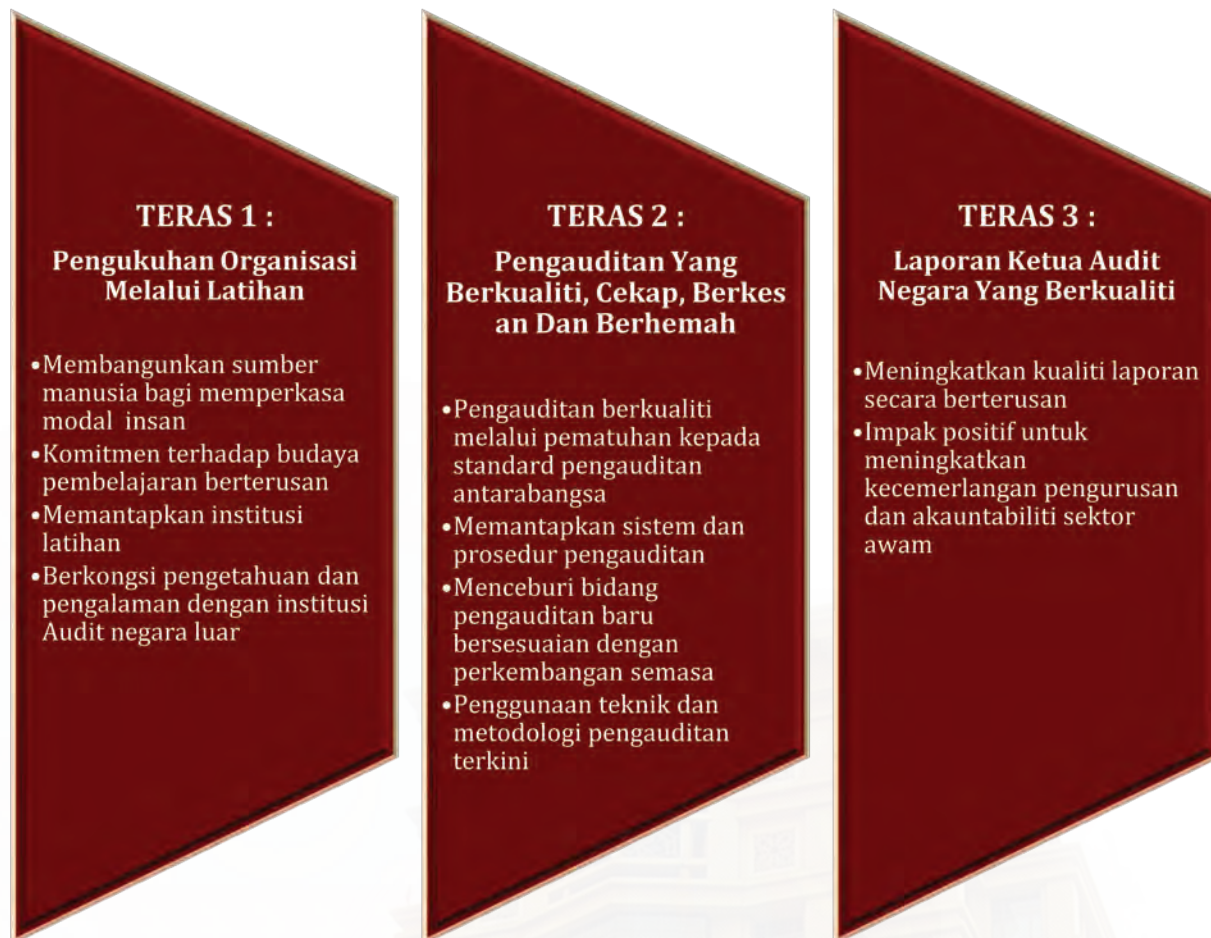 TERAS 1 :
Pengukuhan Organisasi
Melalui Latihan
•Membangunkan sumber
manusia bagi memperkasa
modal insan
•Komitmen terhadap budaya
pembelajaran berterusan
•Memantapkan institusi
latihan
•Berkongsi pengetahuan dan
pengalaman dengan institusi
Audit negara luar
TERAS 2 :
Pengauditan Yang
Berkualiti, Cekap, Berkes
an Dan Berhemah
•Pengauditan berkualiti
melalui pematuhan kepada
standard pengauditan
antarabangsa
•Memantapkan sistem dan
prosedur pengauditan
•Menceburi bidang
pengauditan baru
bersesuaian dengan
perkembangan semasa
•Penggunaan teknik dan
metodologi pengauditan
terkini
TERAS 3 :
Laporan Ketua Audit
Negara Yang Berkualiti
•Meningkatkan kualiti laporan
secara berterusan
•Impak positif untuk
meningkatkan
kecemerlangan pengurusan
dan akauntabiliti sektor
awam